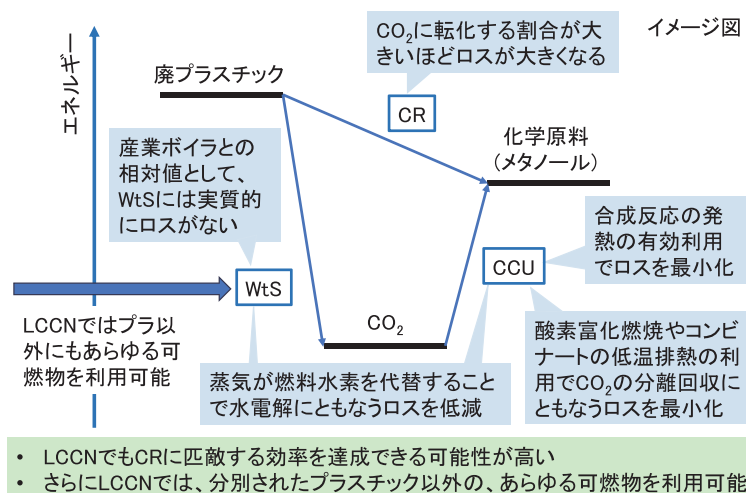 イメージ図
CO₂に転化する割合が大
きいほどロスが大きくなる
エネルギー
廃プラスチック
CR
化学原料
（メタノール）
産業ボイラとの
相対値として、
WtSには実質的
にロスがない
合成反応の発
熱の有効利用
でロスを最小化
CCU
WtS
CO₂
LCCNではプラ以
外にもあらゆる可
燃物を利用可能
酸素富化燃焼やコンビ
ナートの低温排熱の利
用でCO₂の分離回収に
ともなうロスを最小化
蒸気が燃料水素を代替すること
で水電解にともなうロスを低減
• LCCNでもCRに匹敵する効率を達成できる可能性が高い
• さらにLCCNでは、分別されたプラスチック以外の、あらゆる可燃物を利用可能